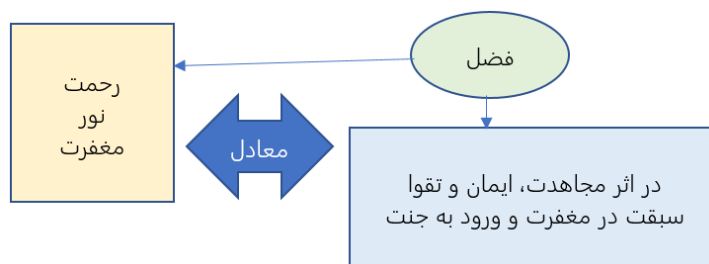 فضل
رحمت
نور
مغفرت
معادل
در اثر مجاهدت، ایمان و تقوا
سبقت در مغفرت و ورود به جنت